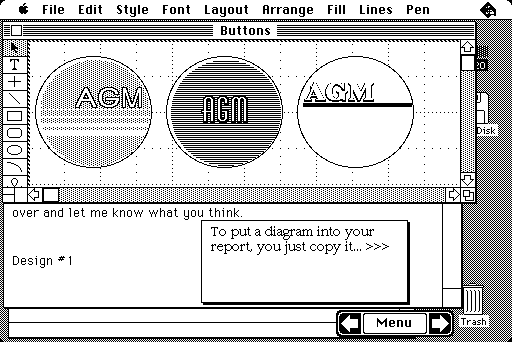 File Edit Style Font Layout Arrange Fill Lines Pen
Buttons
T
AGM AGM AGM
Disk
over and let me know what you think.
To put a diagram into your
report, you just copy it... >>>
Design #1
Menu
Trash